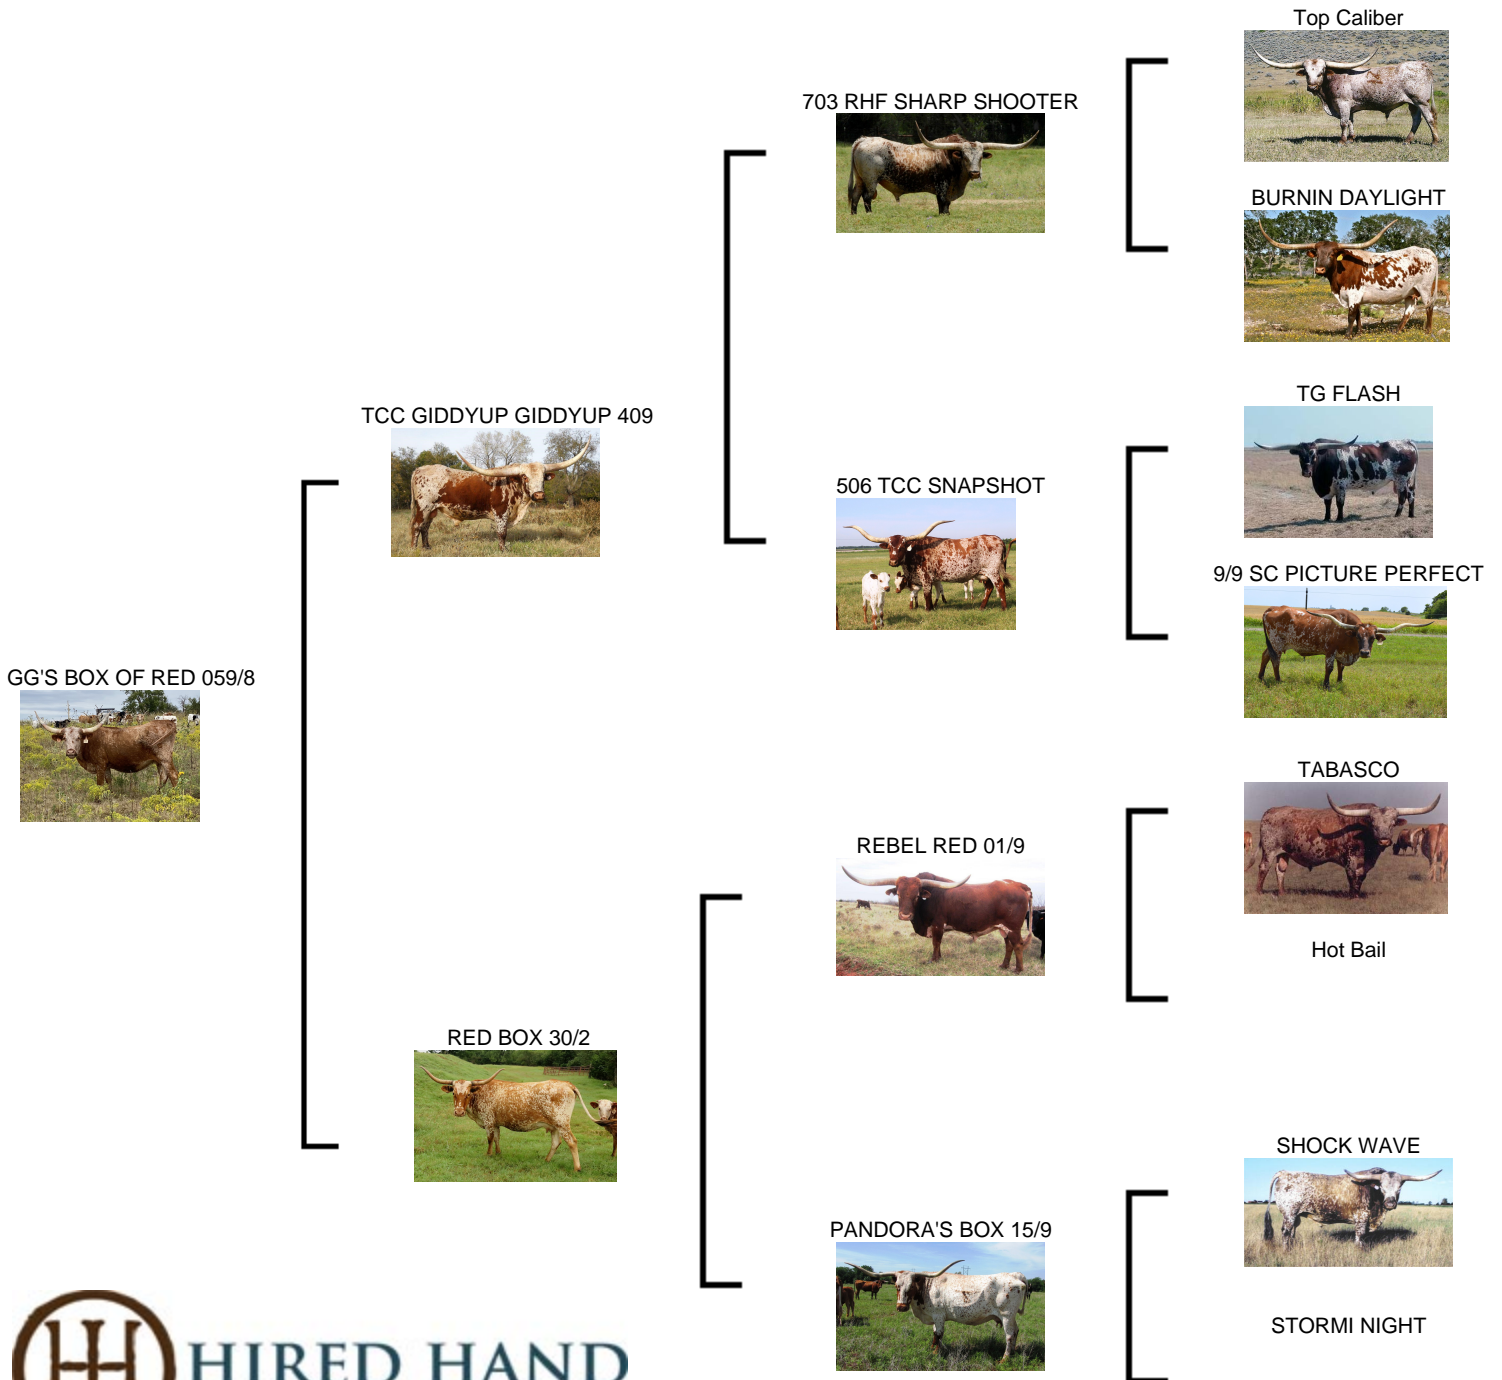 Top Caliber
703 RHF SHARP SHOOTER
BURNIN DAYLIGHT
TCC GIDDYUP GIDDYUP 409
TG FLASH
506 TCC SNAPSHOT
9/9 SC PICTURE PERFECT
GG'S BOX OF RED 059/8
TABASCO
REBEL RED 01/9
Hot Bail
RED BOX 30/2
SHOCK WAVE
PANDORA'S BOX 15/9
STORMI NIGHT
HIRED HAND